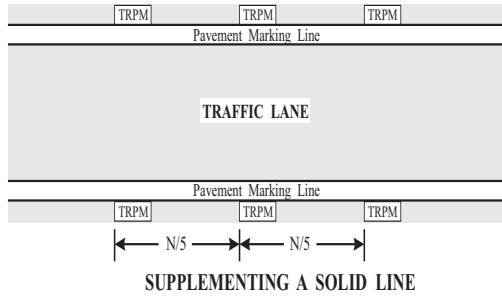 TRPM TRPM TRPM
Pavement Marking Line
TRAFFIC LANE
Pavement Marking Line
TRPM TRPM TRPM
N/5 N/5
SUPPLEMENTING A SOLID LINE